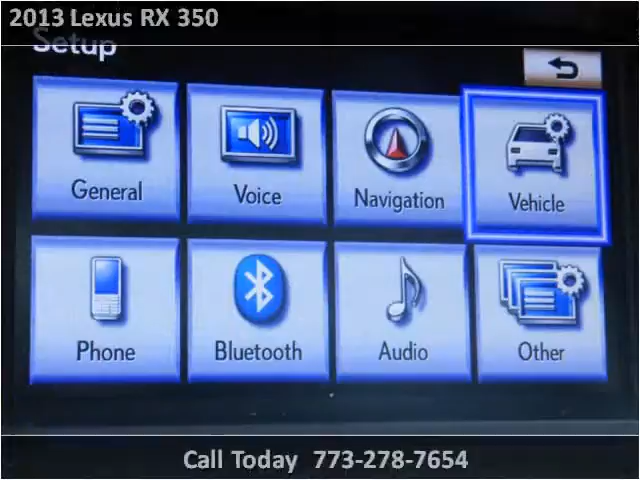 2013 Lexus RX 350
Setup
General
Voice
Navigation
Vehicle
Phone
Bluetooth
Audio
Other
Call Today 773-278-7654